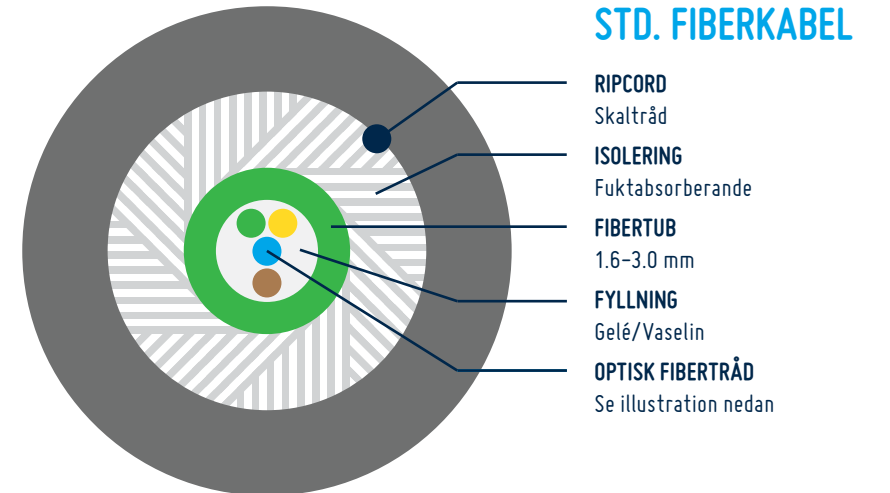 STD. FIBERKABEL
RIPCORD
Skaltråd
ISOLERING
Fuktabsorberande
FIBERTUB
1.6–3.0 mm
FYLLNING
Gelé/Vaselin
OPTISK FIBERTRÅD
Se illustration nedan